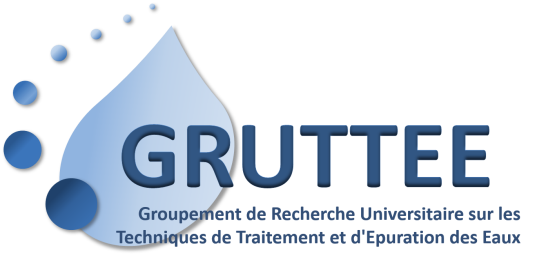 GRUTTEE
Groupement de Recherche Universitaire sur les
Techniques de Traitement et d'Epuration des Eaux